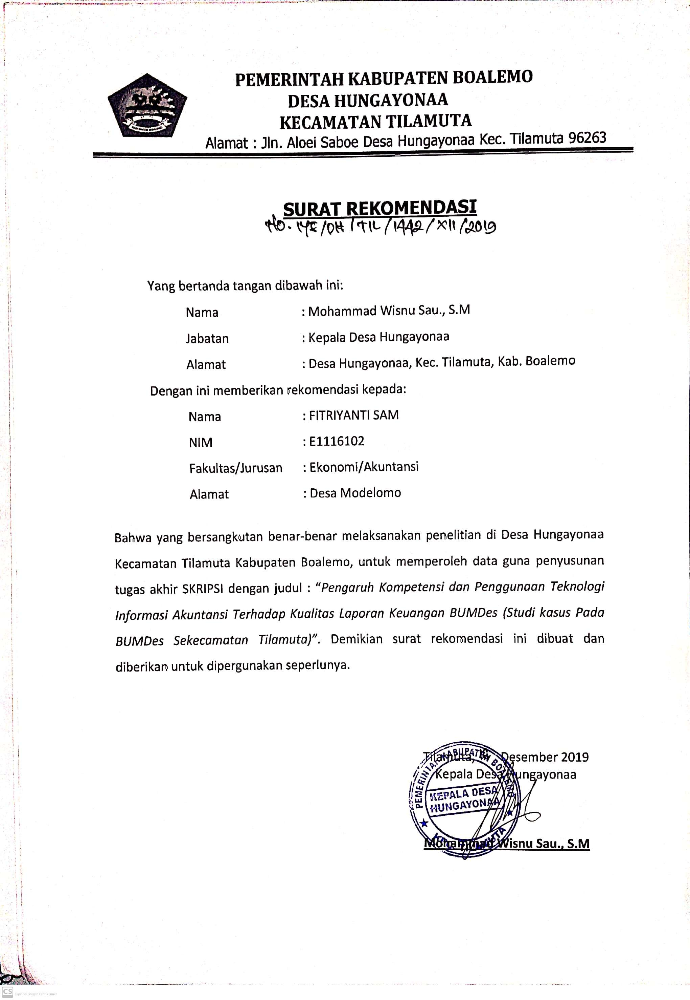 PEMERINTAH KABUPATEN BOALEMO
DESA HUNGAYONAA
KECAMATAN TILAMUTA
Alamat : Jln. Aloei Saboe Desa Hungayonaa Kec. Tilamuta 96263
SURAT REKOMENDASI
NO. /DH/TIL/1442/XII/2019
Yang bertanda tangan dibawah ini:
Nama : Mohammad Wisnu Sau., S.M
Jabatan : Kepala Desa Hungayonaa
Alamat : Desa Hungayonaa, Kec. Tilamuta, Kab. Boalemo
Dengan ini memberikan rekomendasi kepada:
Nama : FITRIYANTI SAM
NIM : E1116102
Fakultas/Jurusan : Ekonomi/Akuntansi
Alamat : Desa Modelomo
Bahwa yang bersangkutan benar-benar melaksanakan penelitian di Desa Hungayonaa
Kecamatan Tilamuta Kabupaten Boalemo, untuk memperoleh data guna penyusunan
tugas akhir SKRIPSI dengan judul : “Pengaruh Kompetensi dan Penggunaan Teknologi
Informasi Akuntansi Terhadap Kualitas Laporan Keuangan BUMDes (Studi kasus Pada
BUMDes Sekecamatan Tilamuta)”. Demikian surat rekomendasi ini dibuat dan
diberikan untuk dipergunakan seperlunya.
Tilamuta, Desember 2019
Kepala Desa Hungayonaa
PEMERINTAH KABUPATEN BOALEMO
KEPALA DESA
HUNGAYONAA
Mohammad Wisnu Sau., S.M
CS Dipindai dengan CamScanner